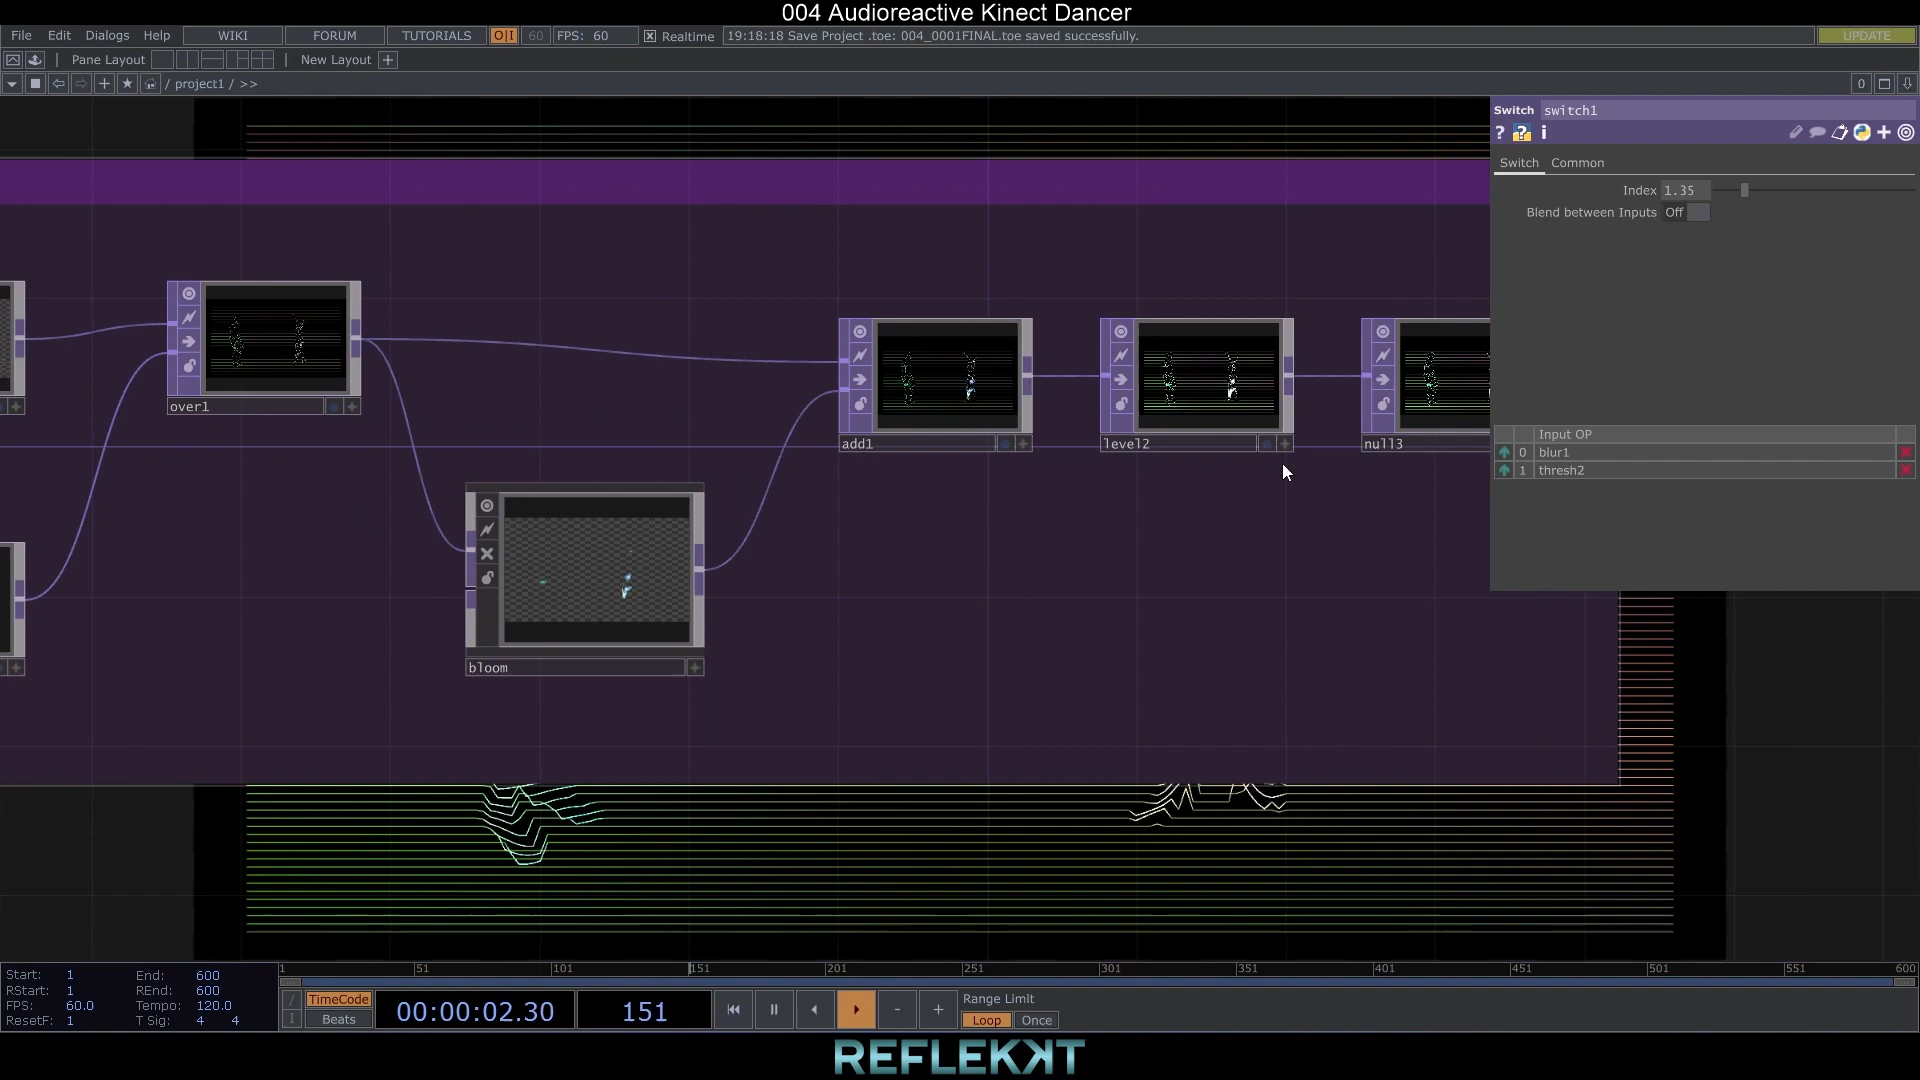 004 Audioreactive Kinect Dancer
File Edit Dialogs Help WIKI FORUM TUTORIALS O|I 60 FPS: 60 Realtime 19:18:18 Save Project .toe: 004_0001FINAL.toe saved successfully. UPDATE
Pane Layout New Layout +
/ project1 / >> 0
Switch switch1
? ? i
Switch Common
Index 1.35
Blend between Inputs Off
over1
add1
level2
null3
Input OP
0 blur1
1 thresh2
bloom
1 51 101 151 201 251 301 351 401 451 501 551 600
Start: 1 End: 600
RStart: 1 REnd: 600
FPS: 60.0 Tempo: 120.0
ResetF: 1 T Sig: 4 4
TimeCode
Beats
00:00:02.30
151
- +
Range Limit
Loop Once
REFLEKKT